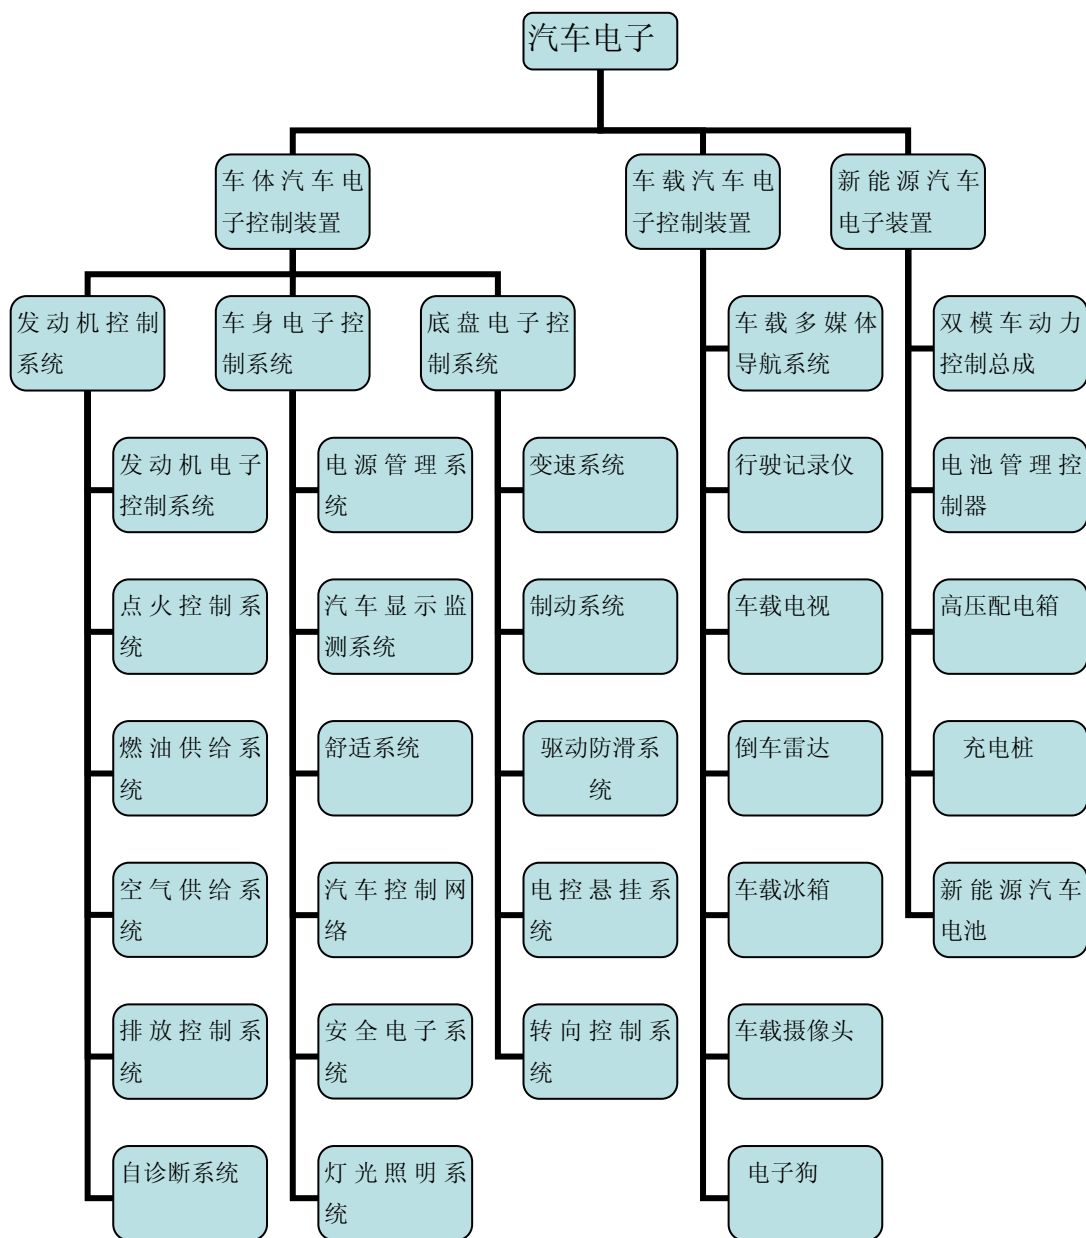 汽车电子
车体汽车电
子控制装置
车载汽车电
子控制装置
新能源汽车
电子装置
发动机控制
系统
车身电子控
制系统
底盘电子控
制系统
车载多媒体
导航系统
双模车动力
控制总成
发动机电子
控制系统
电源管理系
统
变速系统
行驶记录仪
电池管理控
制器
点火控制系
统
汽车显示监
测系统
制动系统
车载电视
高压配电箱
燃油供给系
统
舒适系统
驱动防滑系
统
倒车雷达
充电桩
空气供给系
统
汽车控制网
络
电控悬挂系
统
车载冰箱
新能源汽车
电池
排放控制系
统
安全电子系
统
转向控制系
统
车载摄像头
自诊断系统
灯光照明系
统
电子狗